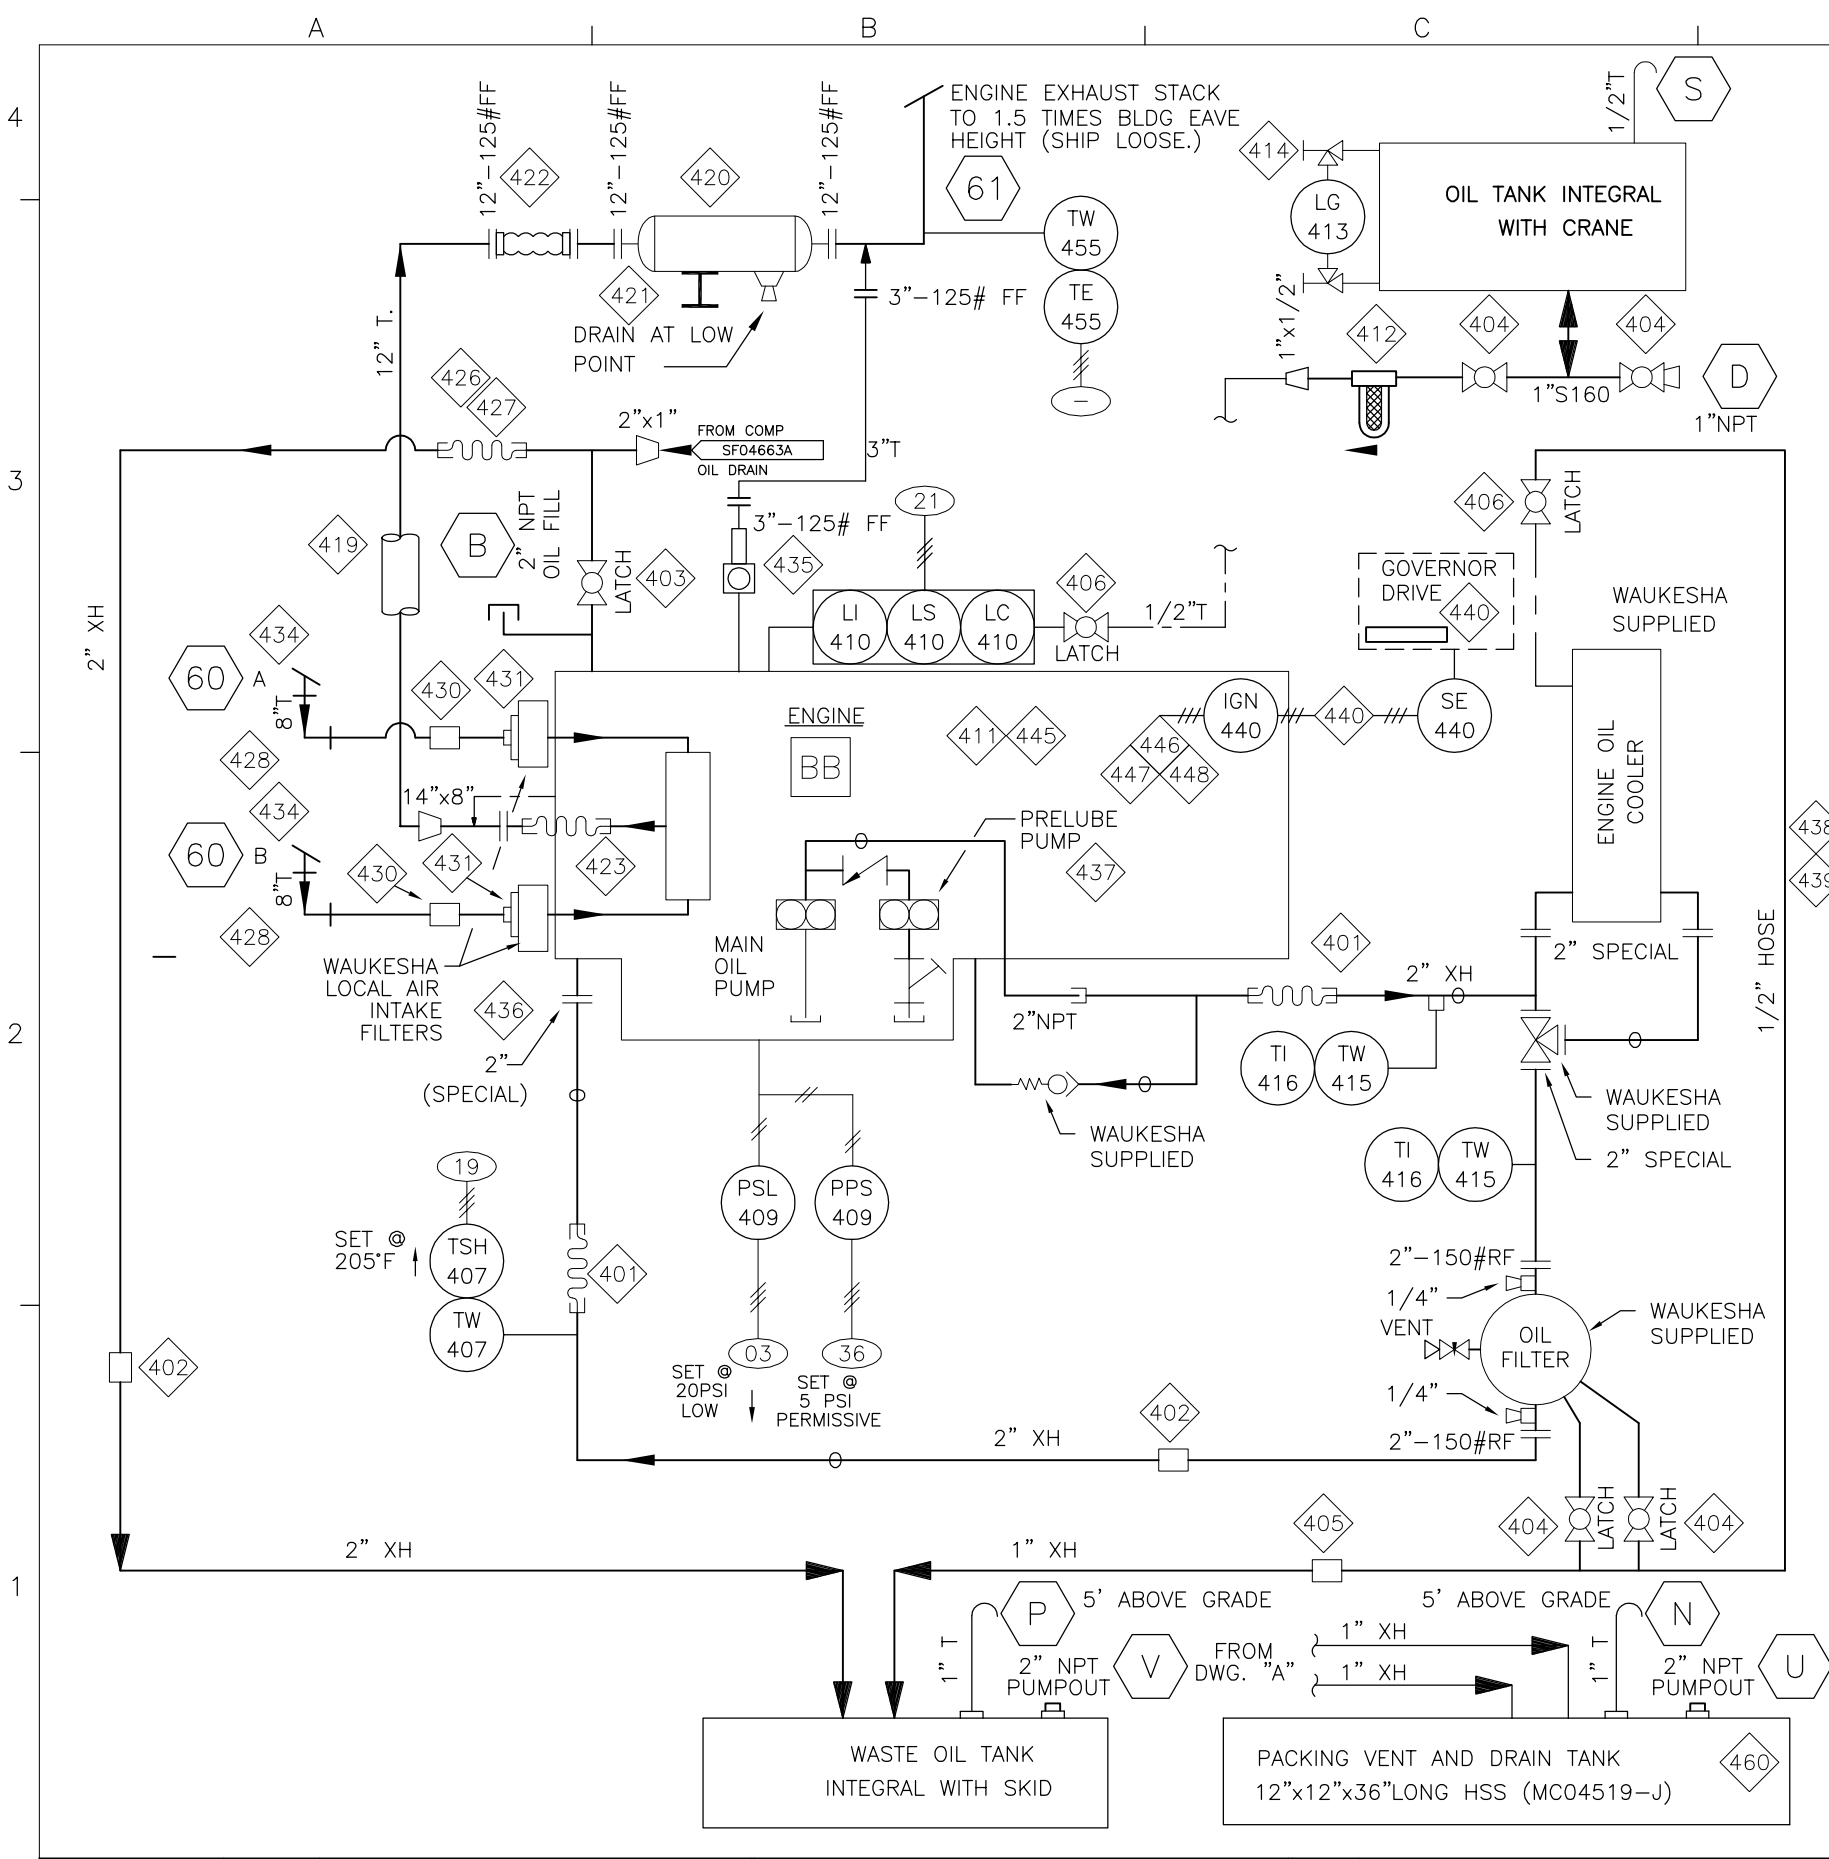 A
B
C
4
3
2
1
12"-125#FF
422
12"-125#FF
420
12"-125#FF
ENGINE EXHAUST STACK
TO 1.5 TIMES BLDG EAVE
HEIGHT (SHIP LOOSE.)
61
TW
455
TE
455
-
421
DRAIN AT LOW
POINT
3"-125# FF
12" T.
426
427
2"x1"
FROM COMP
SF04663A
OIL DRAIN
3"T
1/2"T
S
414
LG
413
OIL TANK INTEGRAL
WITH CRANE
1"x1/2"
412
404
404
1"S160
D
1"NPT
2" XH
419
B
2" NPT
OIL FILL
LATCH
403
3"-125# FF
435
21
LI
410
LS
410
LC
410
406
LATCH
1/2"T
406
LATCH
GOVERNOR
DRIVE
440
WAUKESHA
SUPPLIED
434
60
A
8"T
430
431
428
434
14"x8"
60
B
8"T
430
431
423
428
WAUKESHA
LOCAL AIR
INTAKE
FILTERS
ENGINE
BB
411
445
446
447
448
IGN
440
440
SE
440
ENGINE OIL
COOLER
438
439
PRELUBE
PUMP
437
MAIN
OIL
PUMP
436
2"
(SPECIAL)
2"NPT
401
2" XH
2" SPECIAL
1/2" HOSE
TI
416
TW
415
WAUKESHA
SUPPLIED
WAUKESHA
SUPPLIED
2" SPECIAL
TI
416
TW
415
19
SET @
205°F
TSH
407
TW
407
401
PSL
409
PPS
409
03
36
SET @
20PSI
LOW
SET @
5 PSI
PERMISSIVE
2"-150#RF
1/4"
VENT
OIL
FILTER
WAUKESHA
SUPPLIED
1/4"
2"-150#RF
402
2" XH
402
404
LATCH
LATCH
404
2" XH
1" XH
405
P
5' ABOVE GRADE
5' ABOVE GRADE
N
1" T
2" NPT
PUMPOUT
V
FROM
DWG. "A"
1" XH
1" XH
1" T
2" NPT
PUMPOUT
U
WASTE OIL TANK
INTEGRAL WITH SKID
PACKING VENT AND DRAIN TANK
12"x12"x36"LONG HSS (MC04519-J)
460